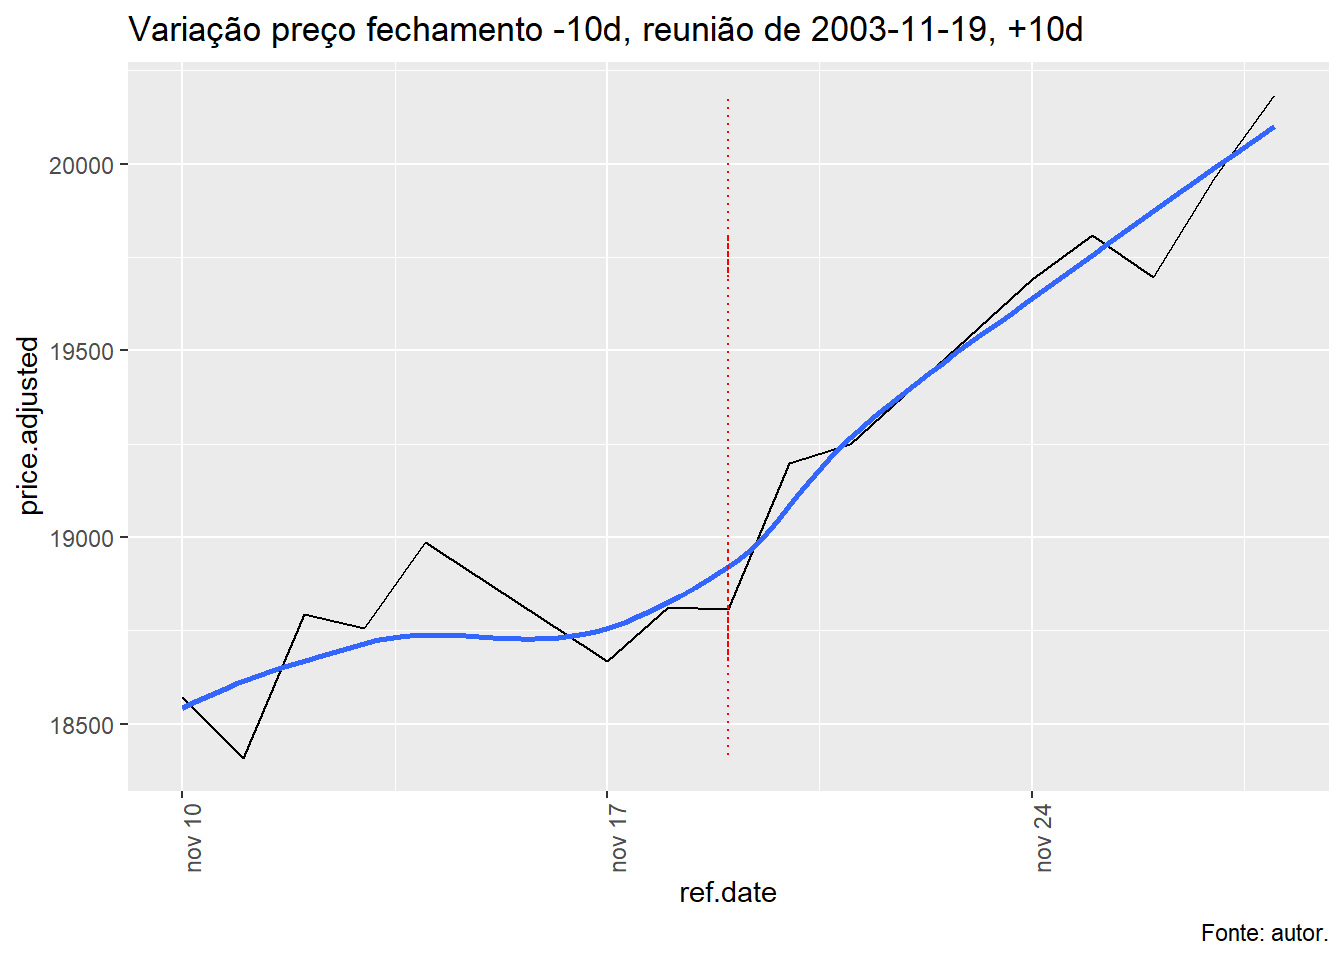 Variação preço fechamento -10d, reunião de 2003-11-19, +10d
price.adjusted
20000
19500
19000
18500
nov 10
nov 17
nov 24
ref.date
Fonte: autor.